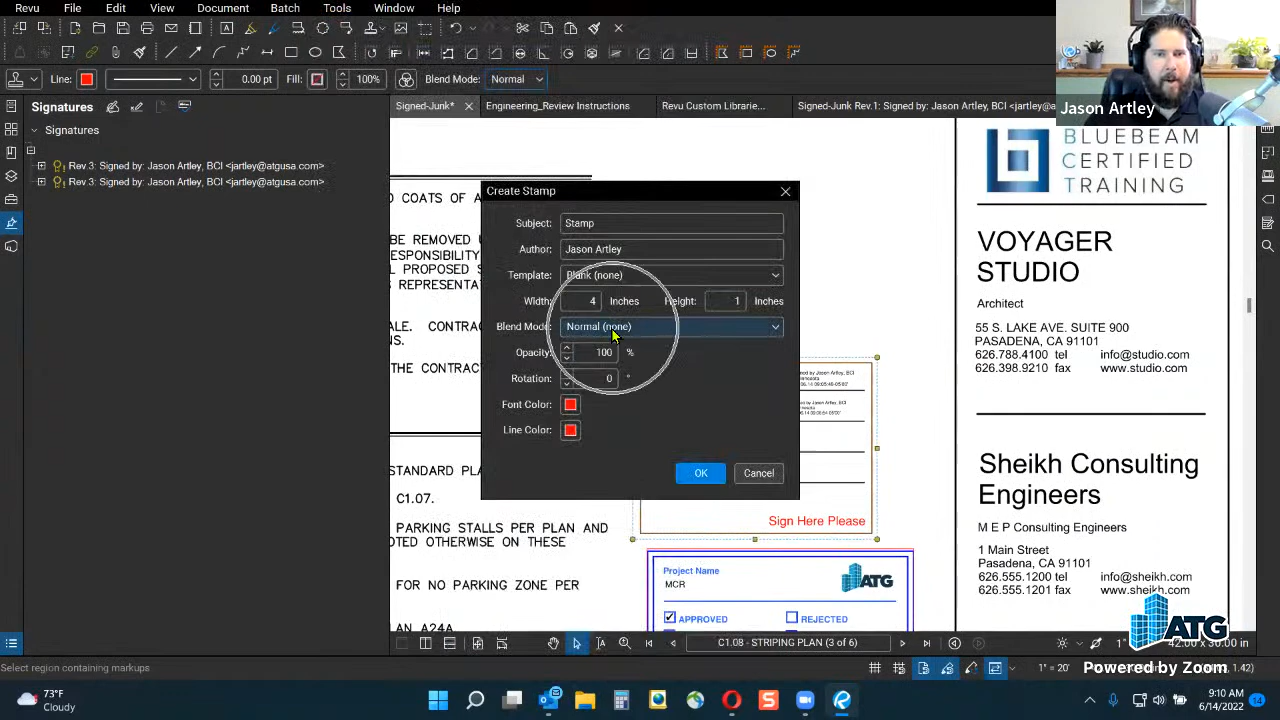 Revu File Edit View Document Batch Tools Window Help
Line: 0.00 pt Fill: 100% Blend Mode: Normal
Jason Artley
Signatures
Signed-Junk* Engineering_Review Instructions Revu Custom Librarie... Signed-Junk Rev.1: Jason Artley, BCI (jartley@atgusa.com)
Signatures
Rev.3: Signed by: Jason Artley, BCI <jartley@atgusa.com>
Rev.3: Signed by: Jason Artley, BCI <jartley@atgusa.com>
O COATS OF A
BE REMOVED
ESPONSIBILITY
L PROPOSED S
S REPRESENTAT
ALE. CONTRAC
NS.
THE CONTRACT
STANDARD PLA
C1.07.
PARKING STALLS PER PLAN AND
OTED OTHERWISE ON THESE
FOR NO PARKING ZONE PER
AN A24A
Create Stamp
Subject: Stamp
Author: Jason Artley
Template: Blank (none)
Width: 4 Inches Height: 1 Inches
Blend Mode: Normal (none)
Opacity: 100 %
Rotation: 0 °
Font Color:
Line Color:
OK Cancel
Sign Here Please
Project Name
MCR
ATG
APPROVED REJECTED
BLUEBEAM
CERTIFIED
TRAINING
VOYAGER
STUDIO
Architect
55 S. LAKE AVE. SUITE 900
PASADENA, CA 91101
626.788.4100 tel info@studio.com
626.398.9210 fax www.studio.com
Sheikh Consulting
Engineers
M E P Consulting Engineers
1 Main Street
Pasadena, CA 91101
626.555.1200 tel info@sheikh.com
626.555.1201 fax www.sheikh.com
ATG
Powered by Zoom
C1.08 - STRIPING PLAN (3 of 6)
Select region containing markups
1" = 20'
73°F
Cloudy
9:10 AM
6/14/2022
14